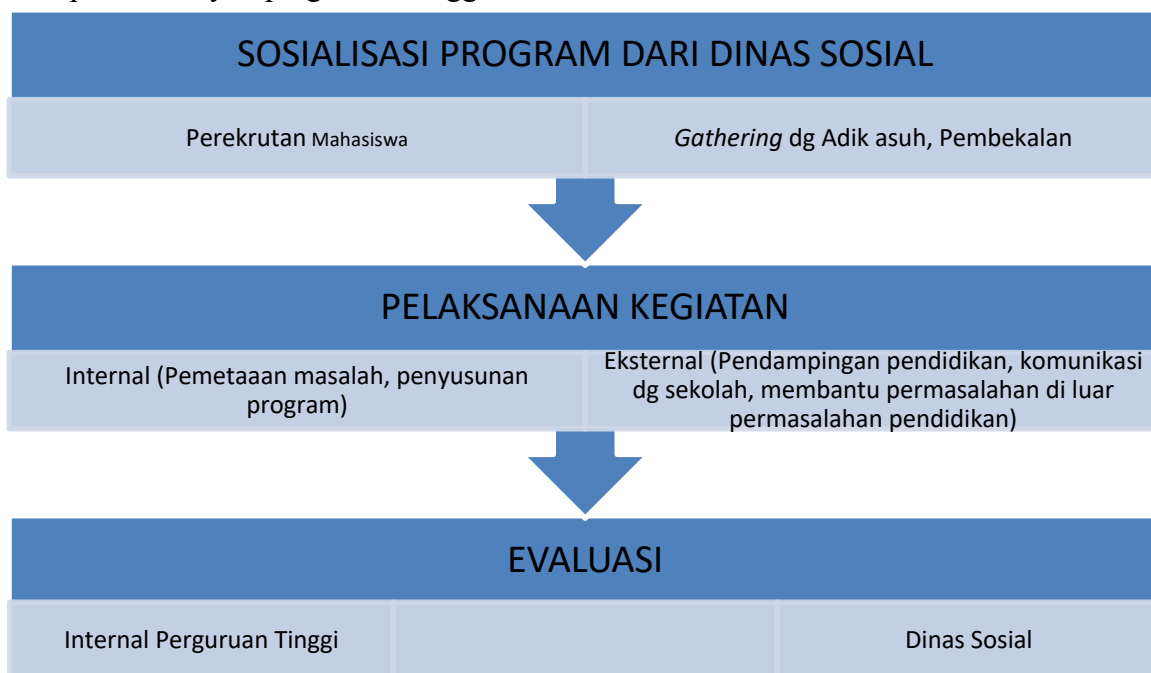 SOSIALISASI PROGRAM DARI DINAS SOSIAL
Perekrutan Mahasiswa
Gathering dg Adik asuh, Pembekalan
PELAKSANAAN KEGIATAN
Internal (Pemetaaan masalah, penyusunan
program)
Eksternal (Pendampingan pendidikan, komunikasi
dg sekolah, membantu permasalahan di luar
permasalahan pendidikan)
EVALUASI
Internal Perguruan Tinggi
Dinas Sosial